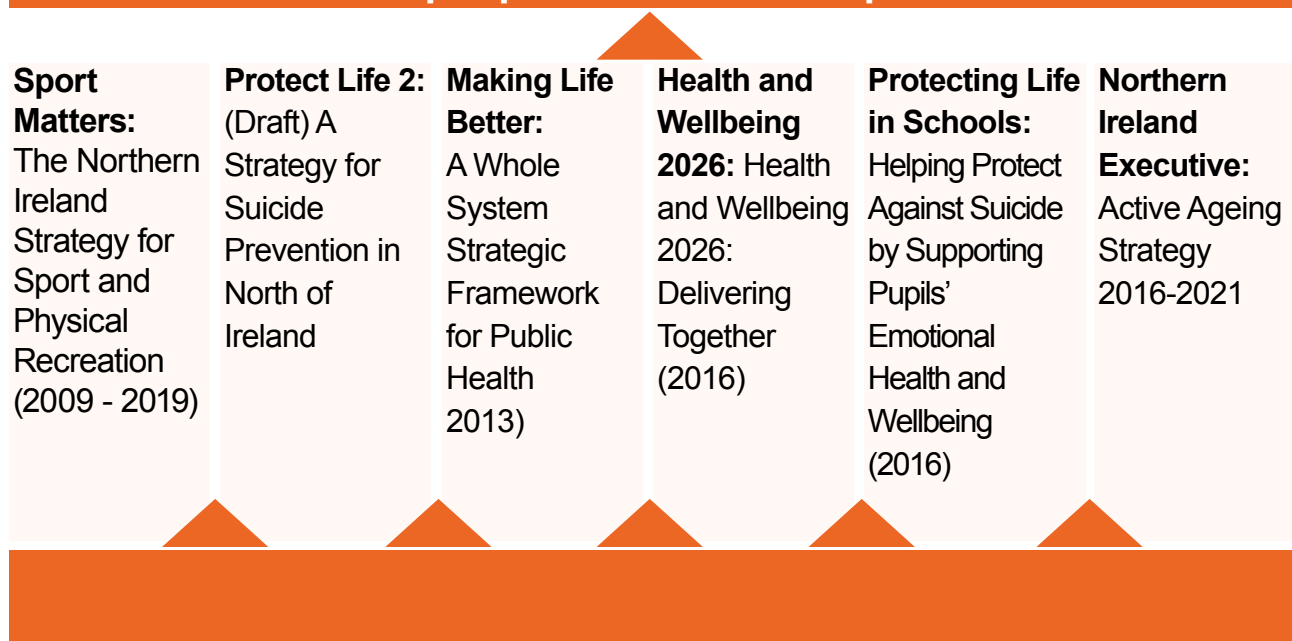 Sport
Matters:
The Northern
Ireland
Strategy for
Sport and
Physical
Recreation
(2009 - 2019)
Protect Life 2:
(Draft) A
Strategy for
Suicide
Prevention in
North of
Ireland
Making Life
Better:
A Whole
System
Strategic
Framework
for Public
Health
2013)
Health and
Wellbeing
2026: Health
and Wellbeing
2026:
Delivering
Together
(2016)
Protecting Life
in Schools:
Helping Protect
Against Suicide
by Supporting
Pupils’
Emotional
Health and
Wellbeing
(2016)
Northern
Ireland
Executive:
Active Ageing
Strategy
2016-2021